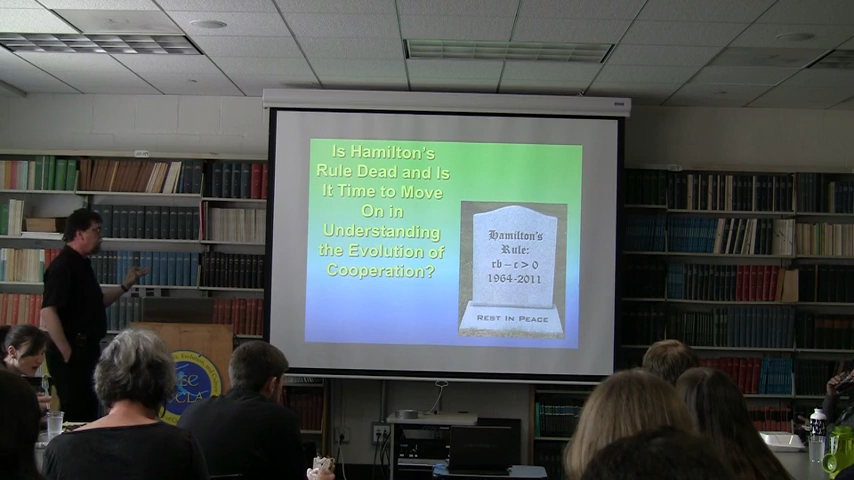 Is Hamilton's
Rule Dead and Is
It Time to Move
On in
Understanding
the Evolution of
Cooperation?
Hamilton's
Rule:
rb – c > 0
1964-2011
REST IN PEACE
UCLA